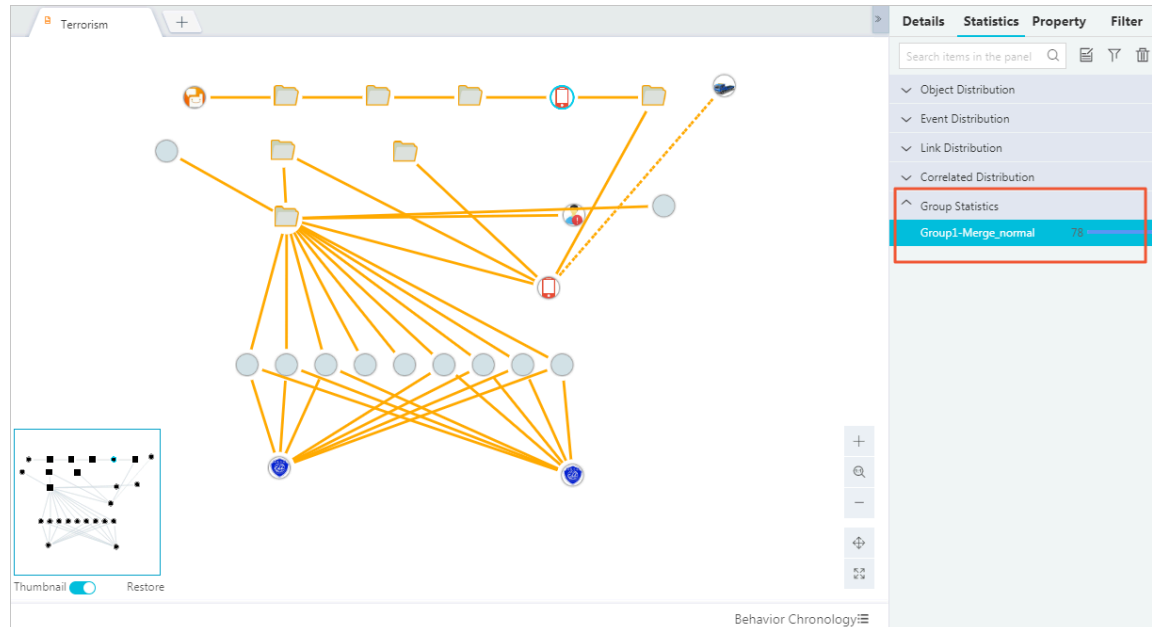 Terrorism
Details Statistics Property Filter
Search items in the panel
Object Distribution
Event Distribution
Link Distribution
Correlated Distribution
Group Statistics
Group1-Merge_normal 78
Thumbnail Restore
Behavior Chronology